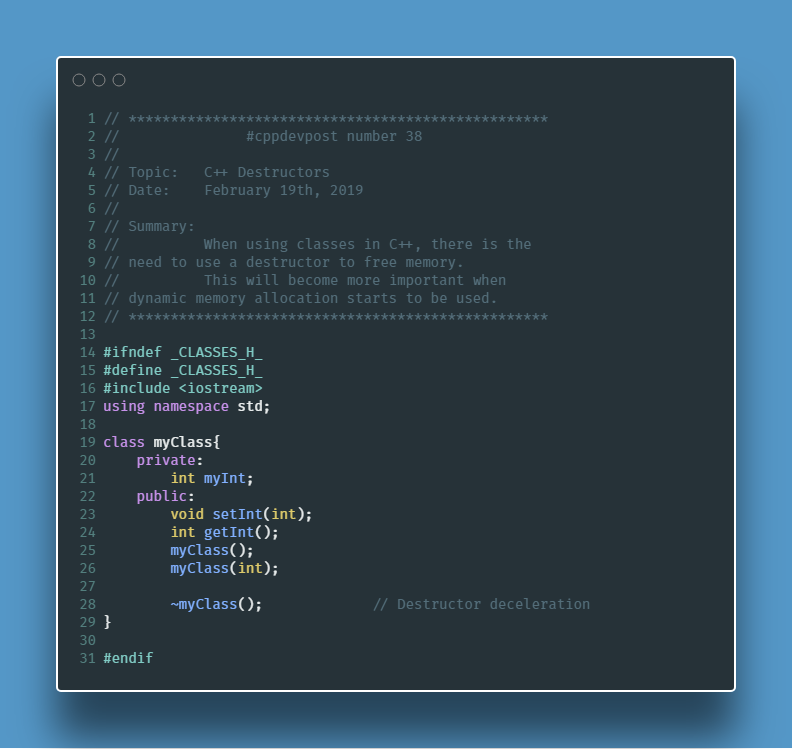 1 // **************************************************
2 //               #cppdevpost number 38
3 //
4 // Topic:   C++ Destructors
5 // Date:    February 19th, 2019
6 //
7 // Summary:
8 //          When using classes in C++, there is the
9 // need to use a destructor to free memory.
10 //          This will become more important when
11 // dynamic memory allocation starts to be used.
12 // **************************************************
13
14 #ifndef _CLASSES_H_
15 #define _CLASSES_H_
16 #include <iostream>
17 using namespace std;
18
19 class myClass{
20     private:
21         int myInt;
22     public:
23         void setInt(int);
24         int getInt();
25         myClass();
26         myClass(int);
27
28         ~myClass();             // Destructor deceleration
29 }
30
31 #endif